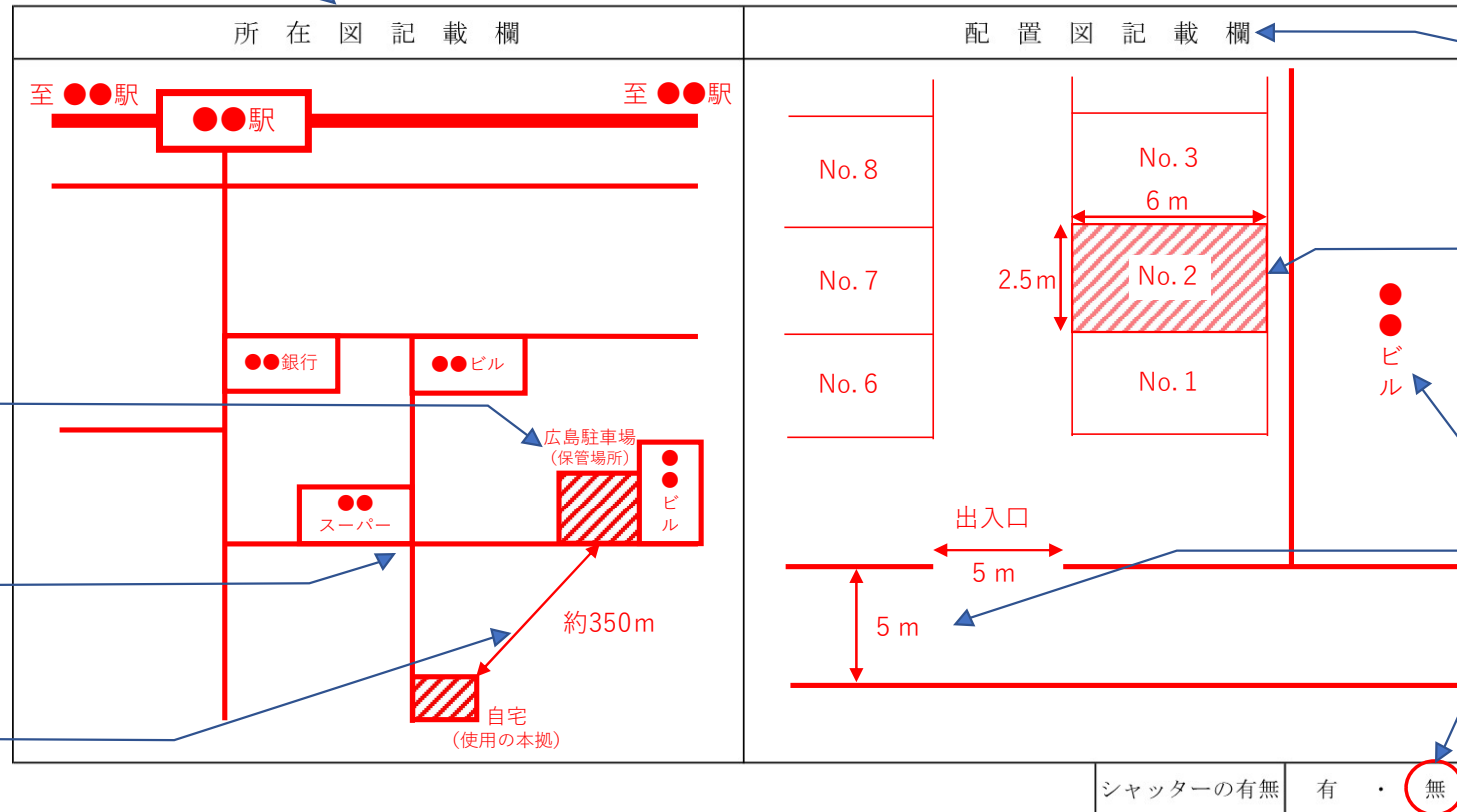 所在図記載欄
至 ●●駅
●●駅
至 ●●駅
●●銀行
●●ビル
広島駐車場
(保管場所)
●●ビル
●●
スーパー
約350m
自宅
(使用の本拠)
配置図記載欄
No. 8
No. 3
6 m
No. 7
2.5m
No. 2
●●ビル
No. 6
No. 1
出入口
5 m
5 m
シャッターの有無 有 ・ 無